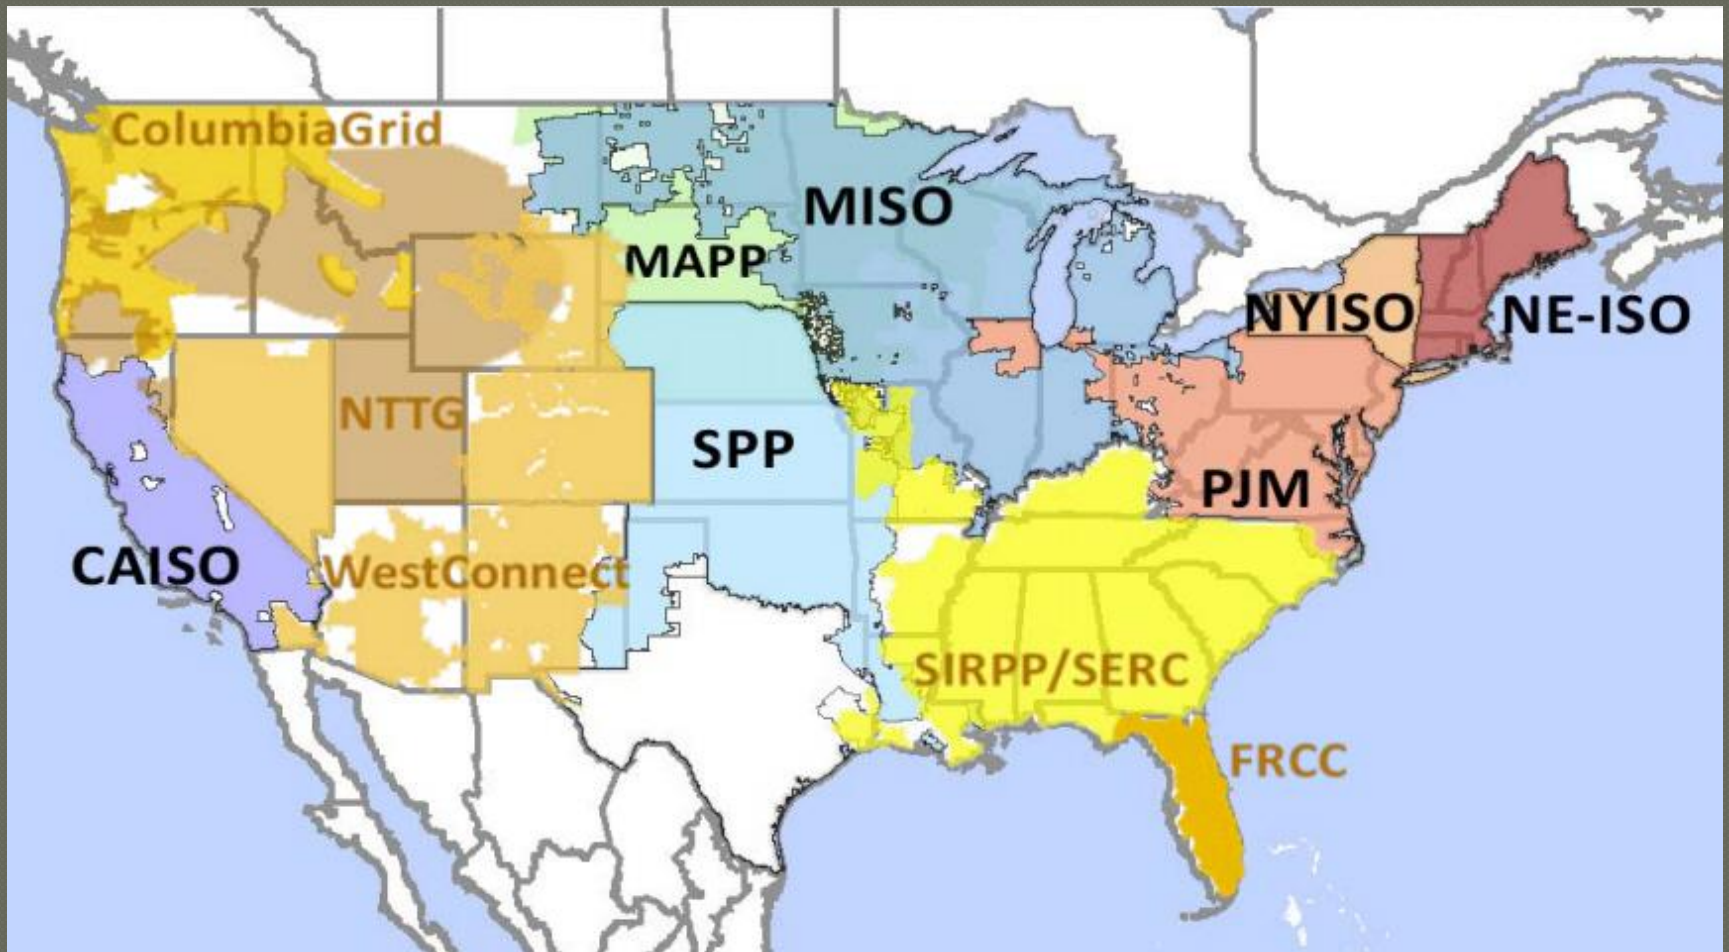 ColumbiaGrid
MISO
MAPP
NYISO
NE-ISO
NTTG
SPP
PJM
CAISO
WestConnect
SIRPP/SERC
FRCC